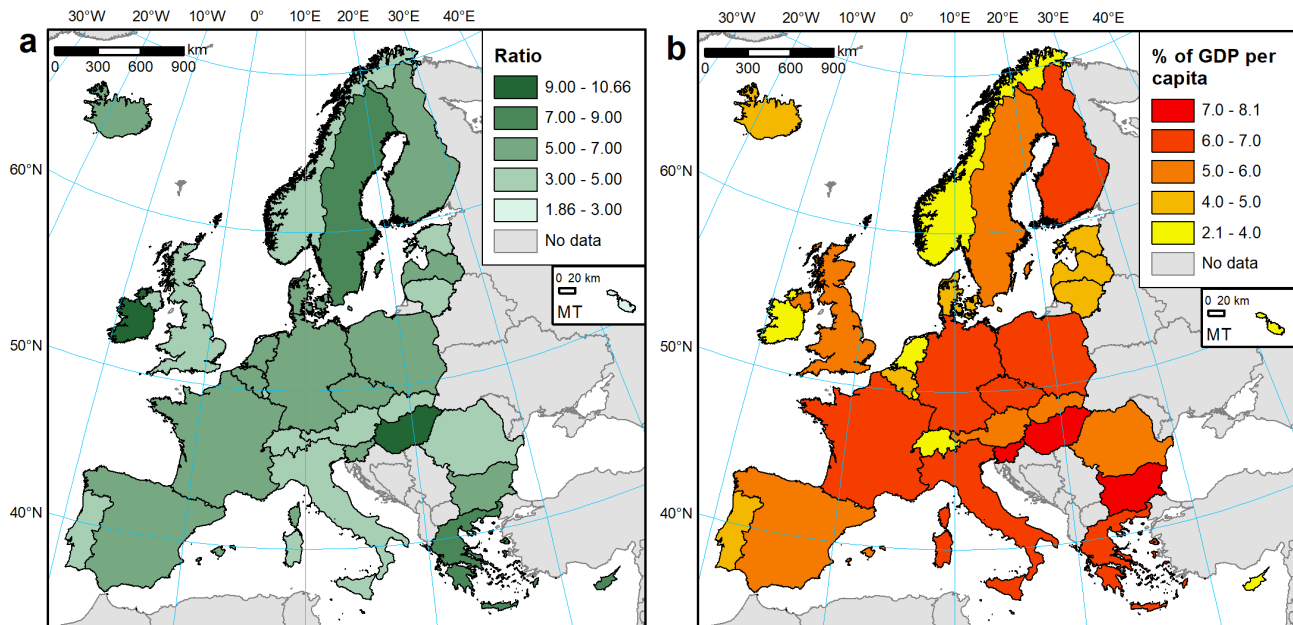 30°W 20°W 10°W 0° 10°E 20°E 30°E 40°E
a
km
0 300 600 900
60°N
50°N
40°N
Ratio
9.00 - 10.66
7.00 - 9.00
5.00 - 7.00
3.00 - 5.00
1.86 - 3.00
No data
0 20 km
MT
30°W 20°W 10°W 0° 10°E 20°E 30°E 40°E
b
km
0 300 600 900
60°N
50°N
40°N
% of GDP per
capita
7.0 - 8.1
6.0 - 7.0
5.0 - 6.0
4.0 - 5.0
2.1 - 4.0
No data
0 20 km
MT